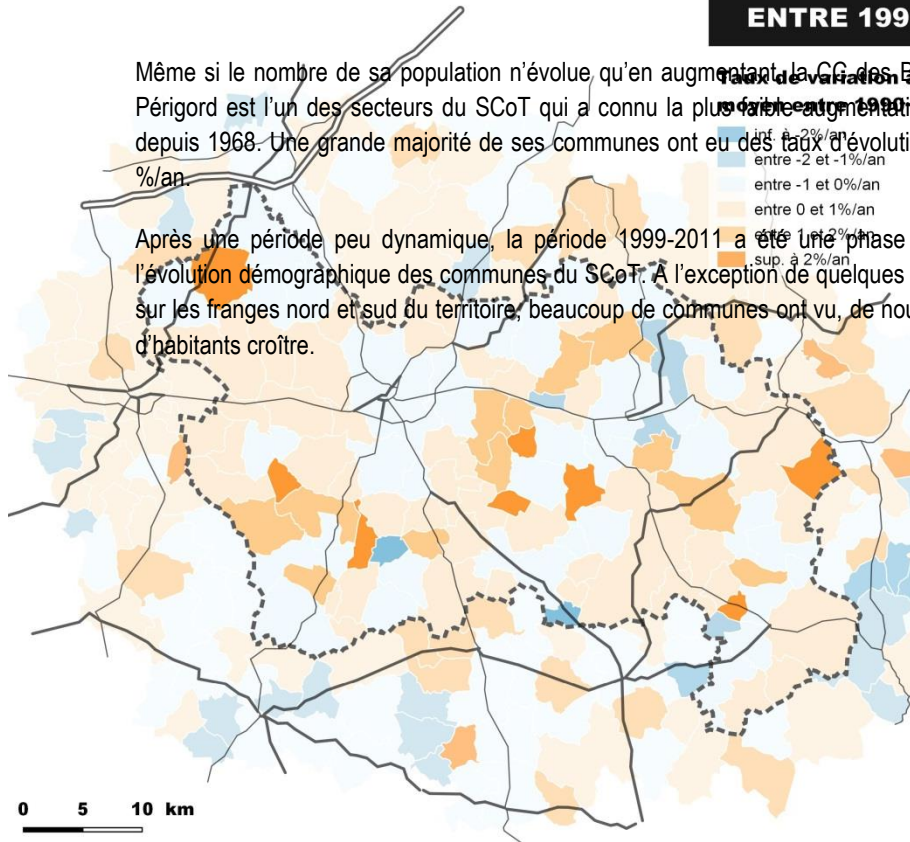 ENTRE 199
Même si le nombre de sa population n’évolue qu’en augmentant, la CC des
Taux de variation
Périgord est l’un des secteurs du SCoT qui a connu la plus faible augmentati
moyen entre 1990-
depuis 1968. Une grande majorité de ses communes ont eu des taux d’évoluti
inf. à -2%/an
entre -2 et -1%/an
%/an.
entre -1 et 0%/an
entre 0 et 1%/an
Après une période peu dynamique, la période 1999-2011 a été une phase
entre 1 et 2%/an
l’évolution démographique des communes du SCoT. A l’exception de quelques
sup. à 2%/an
sur les franges nord et sud du territoire, beaucoup de communes ont vu, de nou
d’habitants croître.
0 5 10 km